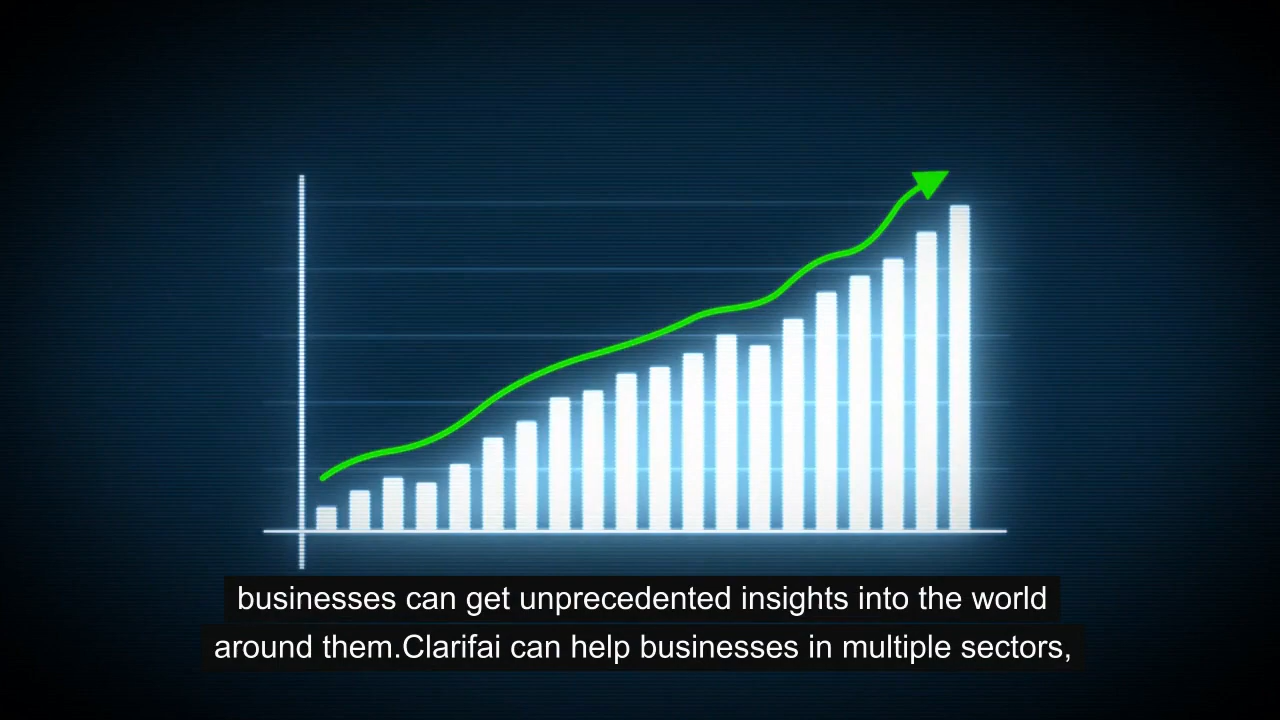 businesses can get unprecedented insights into the world
around them.Clarifai can help businesses in multiple sectors,